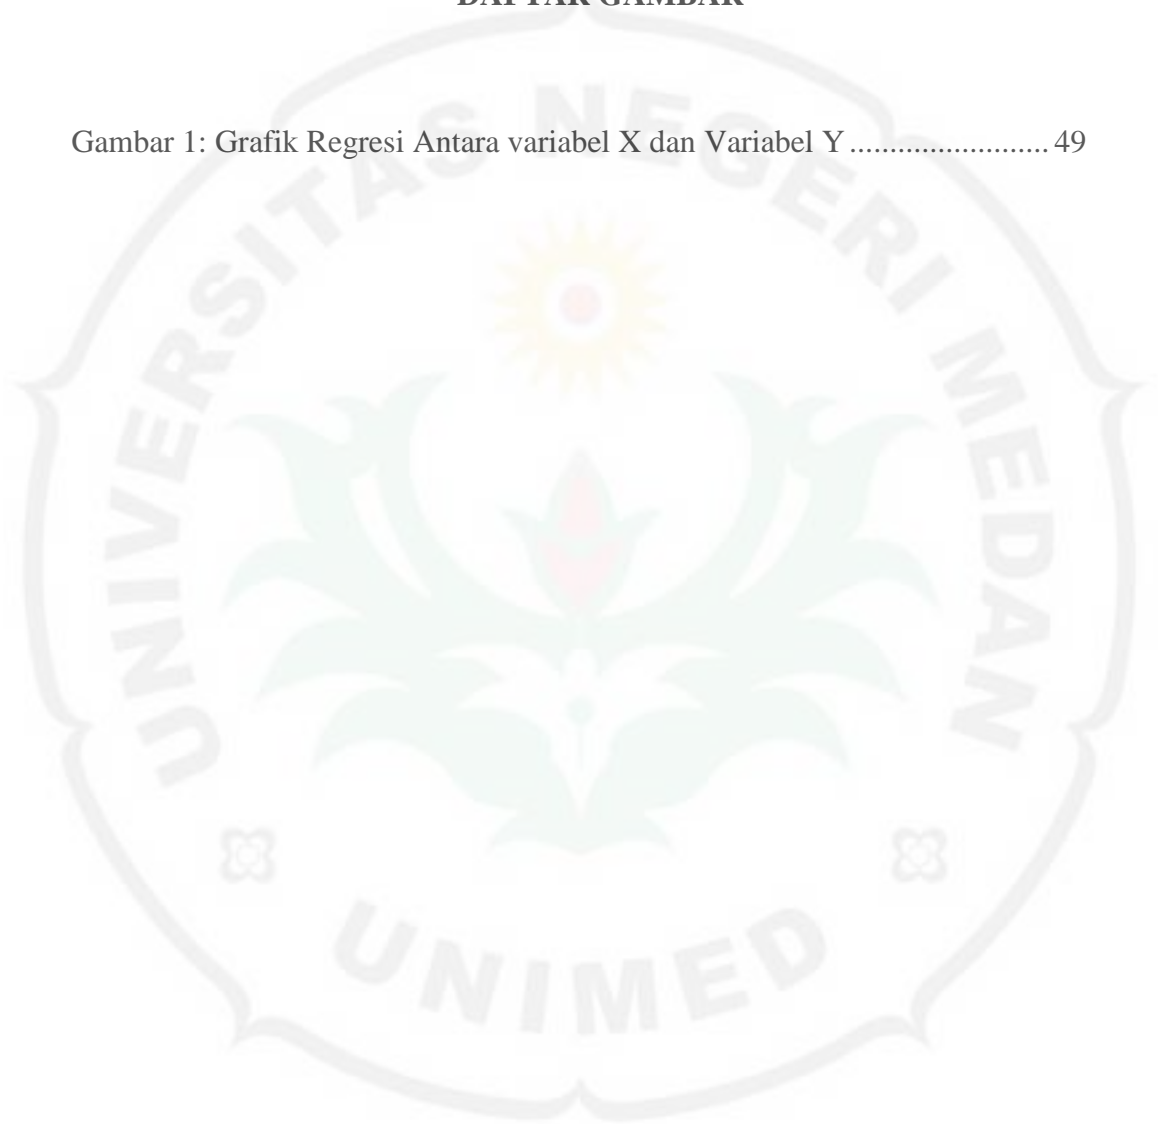 DAFTAR GAMBAR
Gambar 1: Grafik Regresi Antara variabel X dan Variabel Y ........................ 49
UNIVERSITAS NEGERI MEDAN
UNIMED